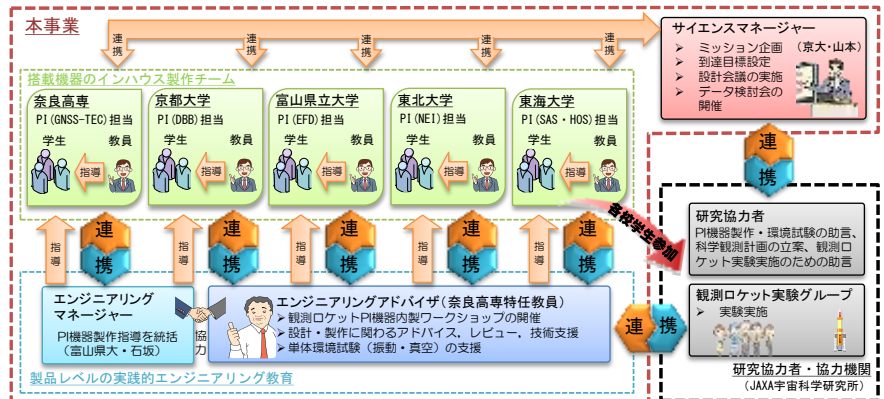 本事業
連携
連携
連携
連携
連携
サイエンスマネージャー
➢ ミッション企画
(京大・山本)
➢ 到達目標設定
➢ 設計会議の実施
➢ データ検討会の
開催
搭載機器のインハウス製作チーム
奈良高専
PI(GNSS-TEC)担当
学生
教員
指導
京都大学
PI(DBB)担当
学生
教員
指導
富山県立大学
PI(EFD)担当
学生
教員
指導
東北大学
PI(NEI)担当
学生
教員
指導
東海大学
PI(SAS・HOS)担当
学生
教員
指導
連
携
各校学生参加
指導
連
携
指導
連
携
指導
連
携
指導
連
携
指導
連
携
研究協力者
PI機器製作・環境試験の助言、
科学観測計画の立案、観測ロ
ケット実験実施のための助言
観測ロケット実験グループ
➢ 実験実施
研究協力者・協力機関
(JAXA宇宙科学研究所)
連 携
エンジニアリング
マネージャー
PI機器製作指導を統括
(富山県大・石坂)
協
力
エンジニアリングアドバイザ(奈良高専特任教員)
➢観測ロケットPI機器内製ワークショップの開催
➢設計・製作に関わるアドバイス、レビュー、技術支援
➢単体環境試験(振動・真空)の支援
製品レベルの実践的エンジニアリング教育